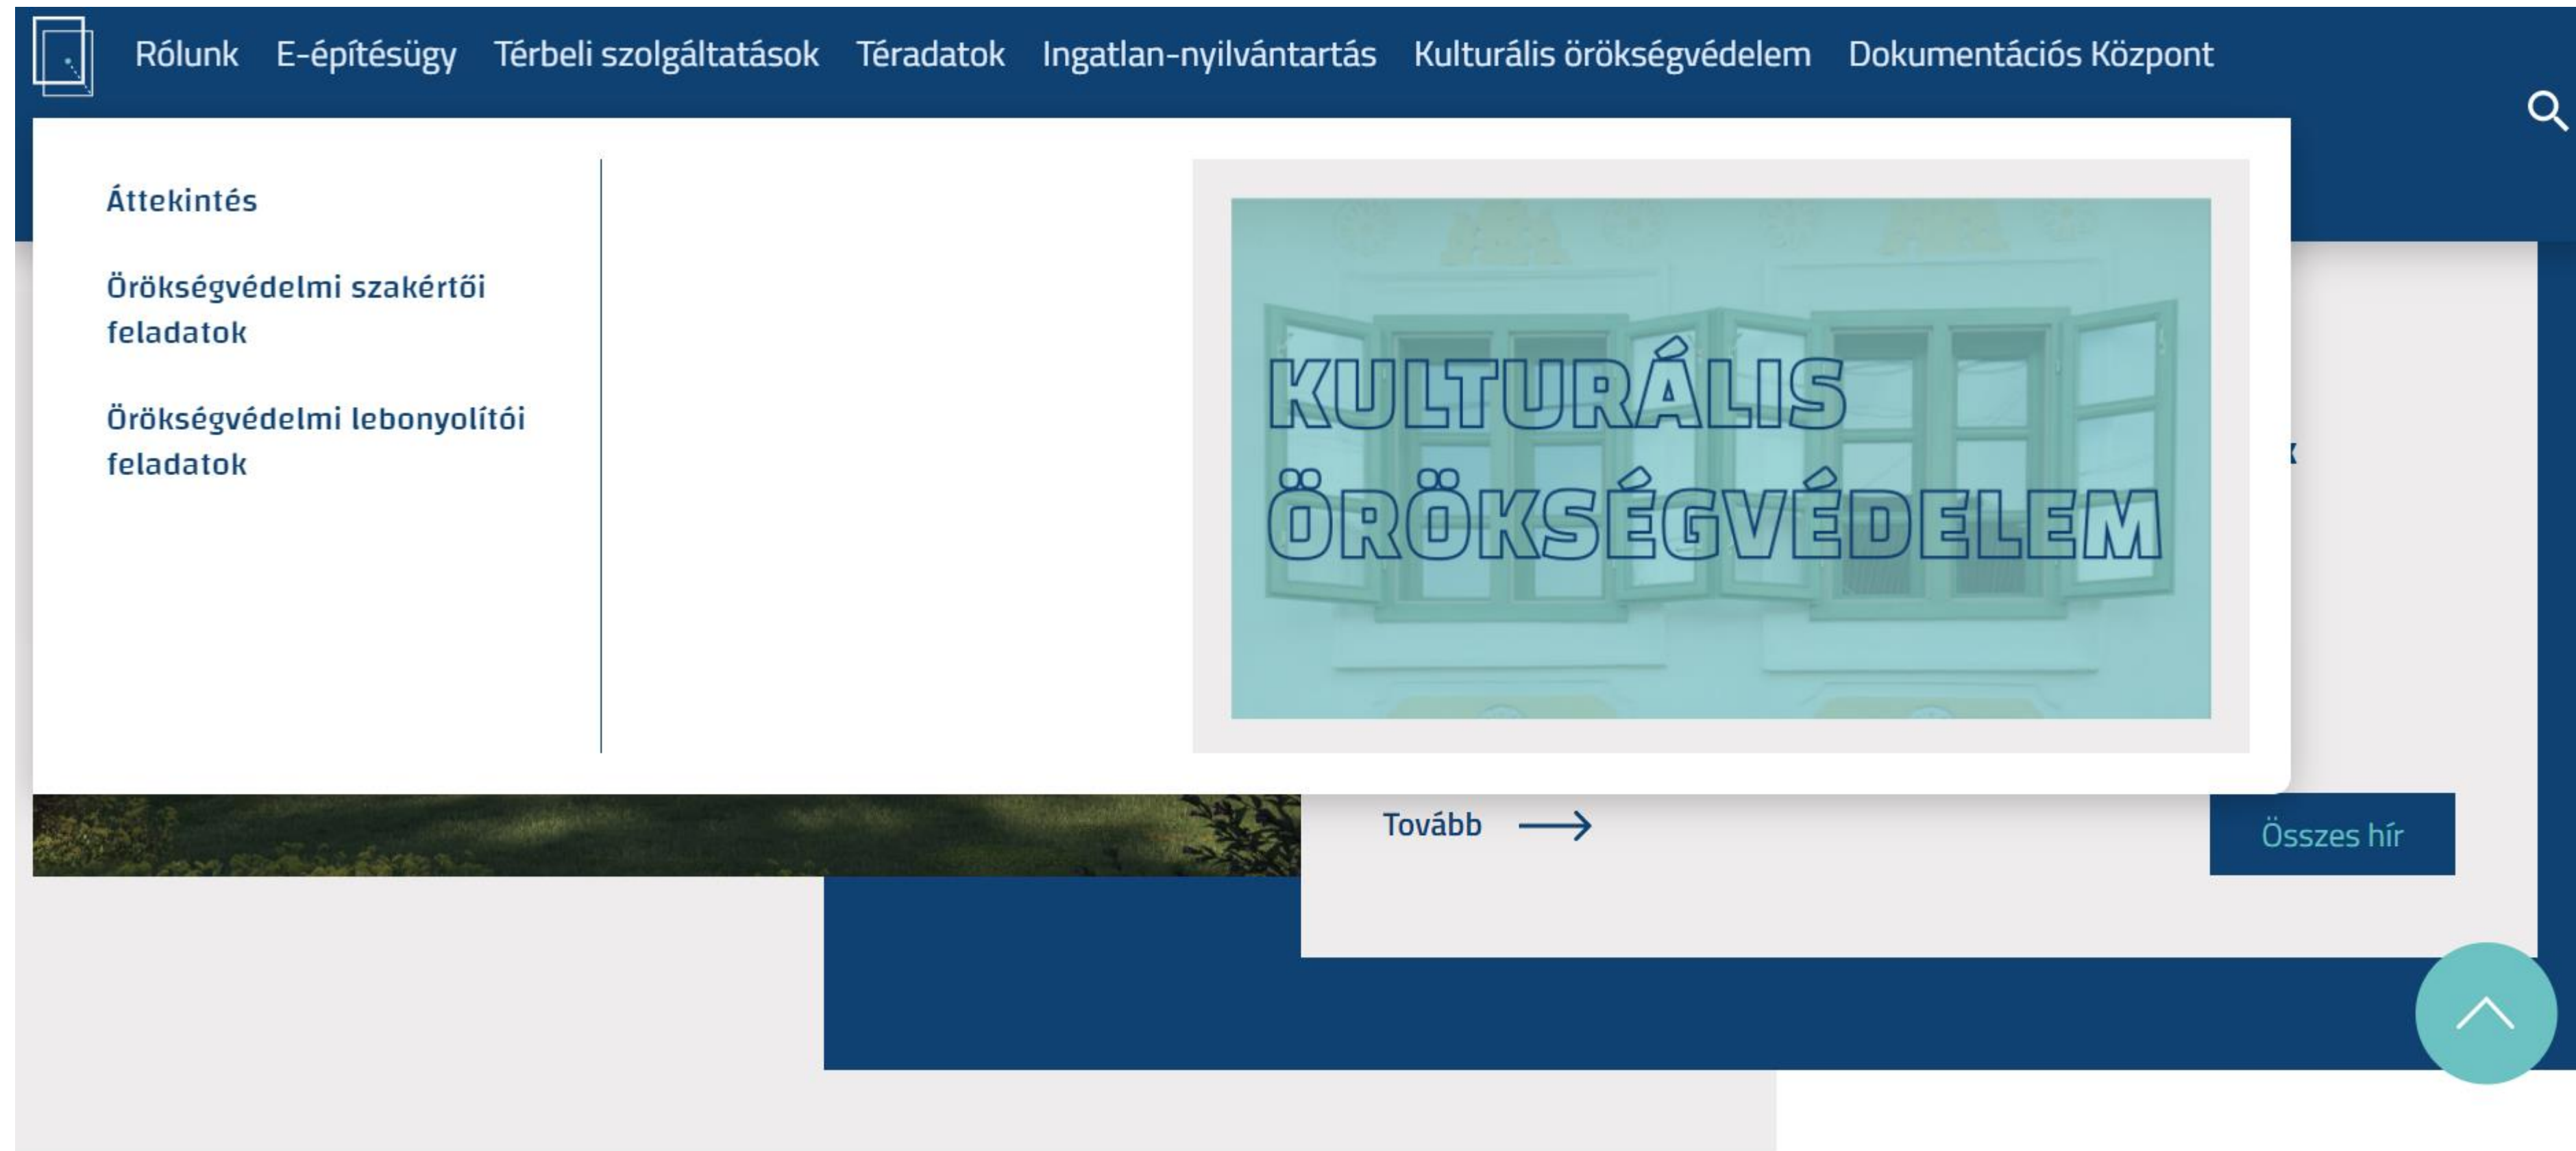 Rólunk E-építésügy Térbeli szolgáltatások Téradatok Ingatlan-nyilvántartás Kulturális örökségvédelem Dokumentációs Központ
Áttekintés
Örökségvédelmi szakértői
feladatok
Örökségvédelmi lebonyolítói
feladatok
KULTURÁLIS
ÖRÖKSÉGVÉDELEM
Tovább
Összes hír